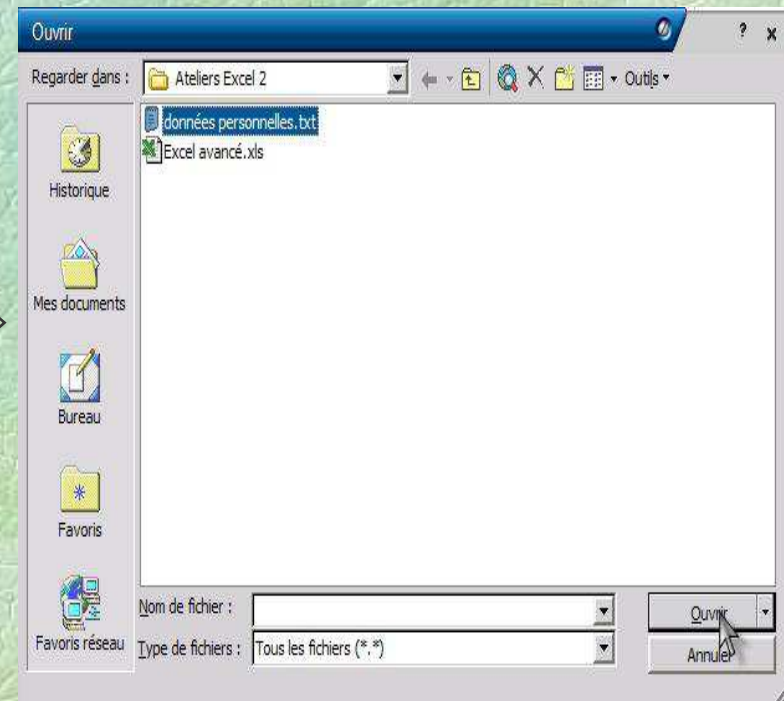 Ouvrir
Regarder dans : Ateliers Excel 2 Outils
données personnelles.txt
Excel avancé.xls
Historique
Mes documents
Bureau
Favoris
Favoris réseau
Nom de fichier : Ouvrir
Type de fichiers : Tous les fichiers (*.*) Annuler